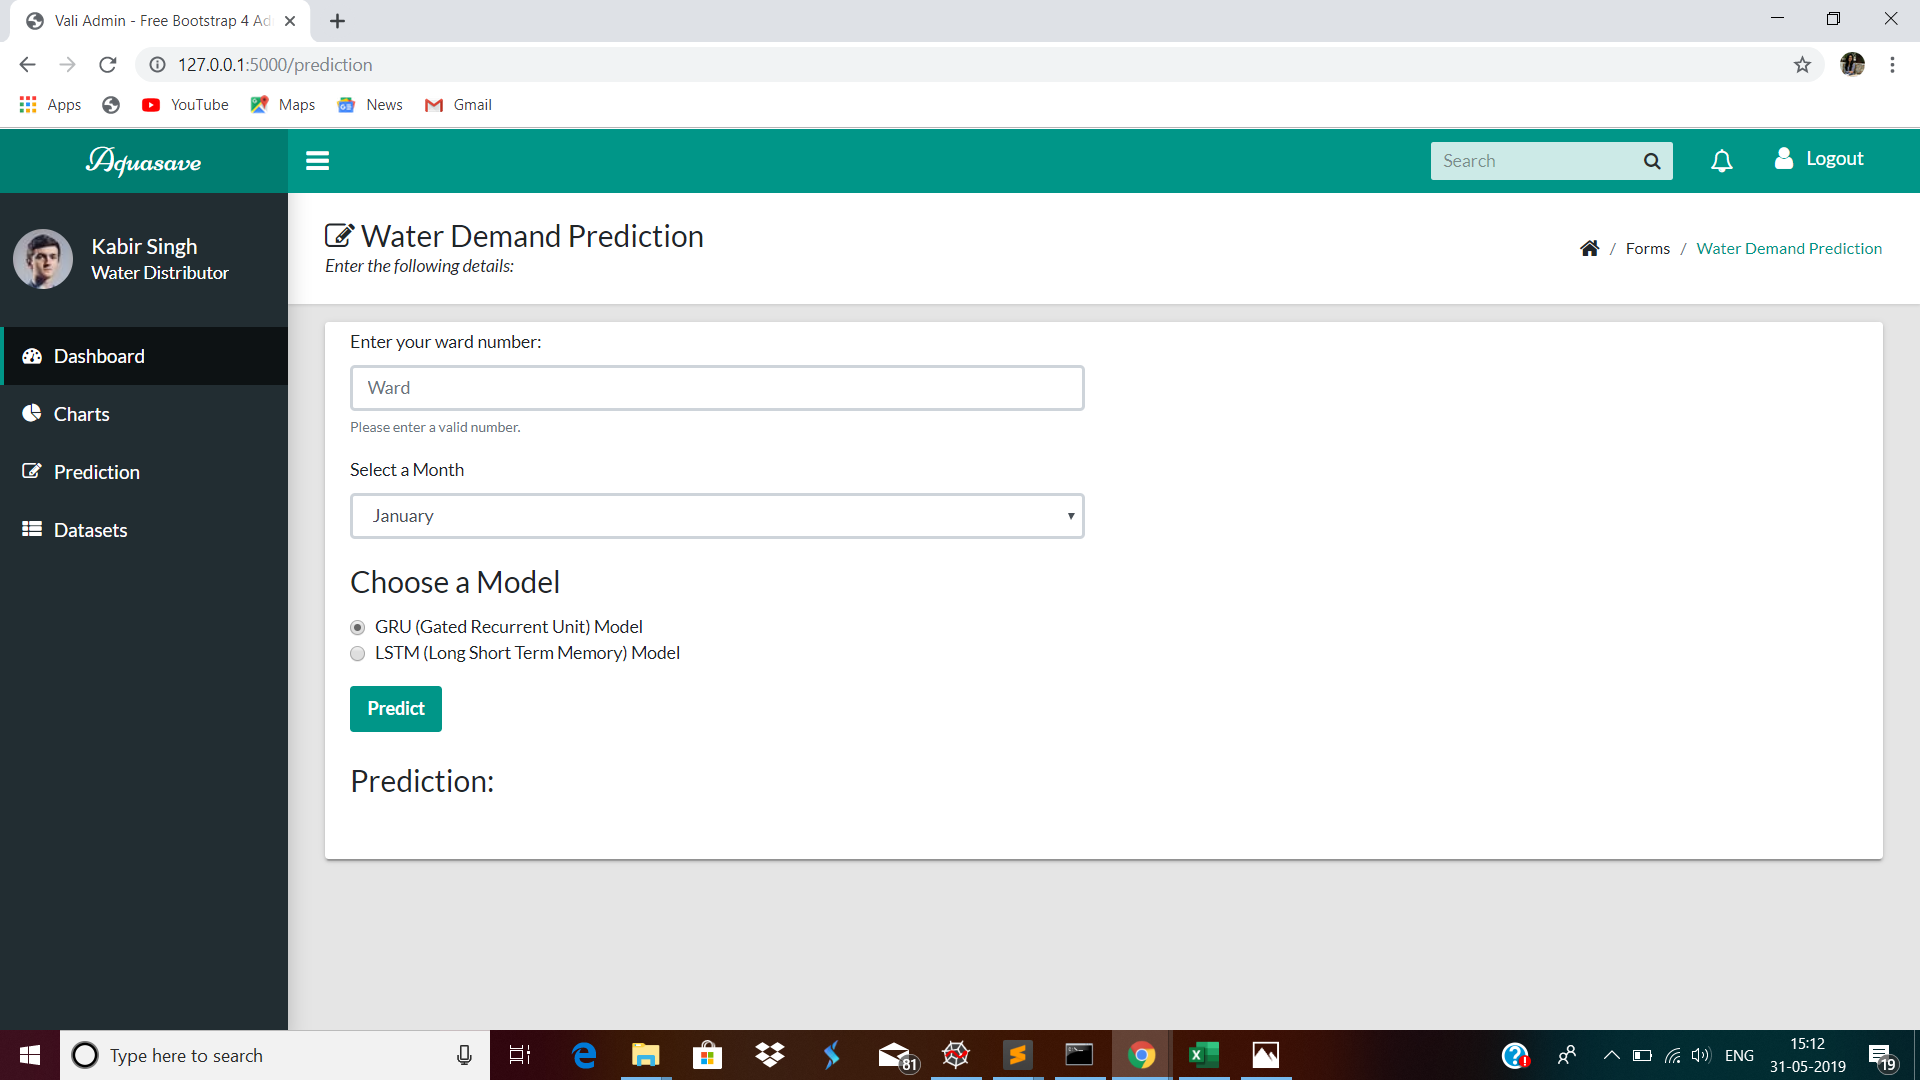 Vali Admin - Free Bootstrap 4 Ad
127.0.0.1:5000/prediction
Apps
YouTube
Maps
News
Gmail
Aquasave
Search
Logout
Kabir Singh
Water Distributor
Dashboard
Charts
Prediction
Datasets
Water Demand Prediction
Enter the following details:
/ Forms / Water Demand Prediction
Enter your ward number:
Ward
Please enter a valid number.
Select a Month
January
Choose a Model
GRU (Gated Recurrent Unit) Model
LSTM (Long Short Term Memory) Model
Predict
Prediction:
Type here to search
81
ENG
15:12
31-05-2019
19